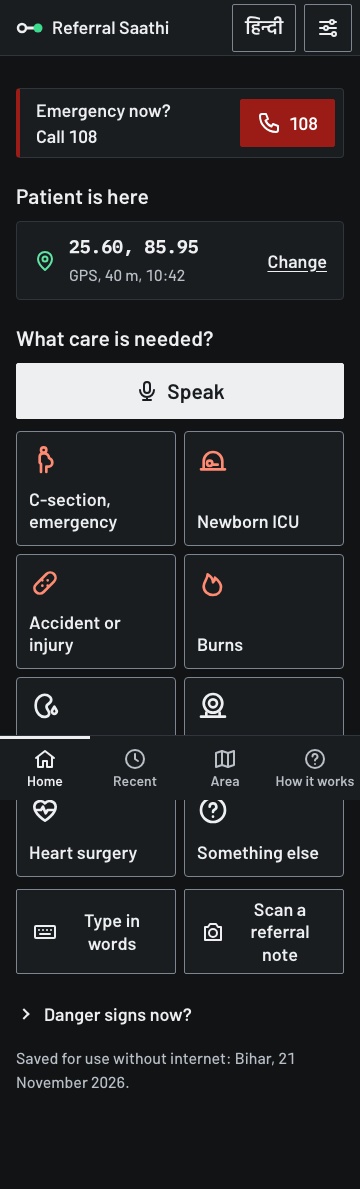 Referral Saathi
हिन्दी
Emergency now?
Call 108
108
Patient is here
25.60, 85.95
GPS, 40 m, 10:42
Change
What care is needed?
Speak
C-section,
emergency
Newborn ICU
Accident or
injury
Burns
Home
Recent
Area
How it works
Heart surgery
Something else
Type in
words
Scan a
referral
note
Danger signs now?
Saved for use without internet: Bihar, 21
November 2026.